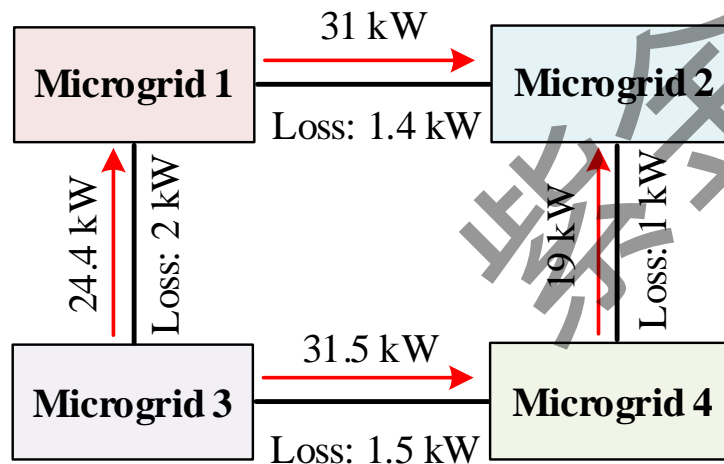 31 kW
Microgrid 1
Microgrid 2
Loss: 1.4 kW
24.4 kW
Loss: 2 kW
19 kW
Loss: 1 kW
31.5 kW
Microgrid 3
Microgrid 4
Loss: 1.5 kW
紫